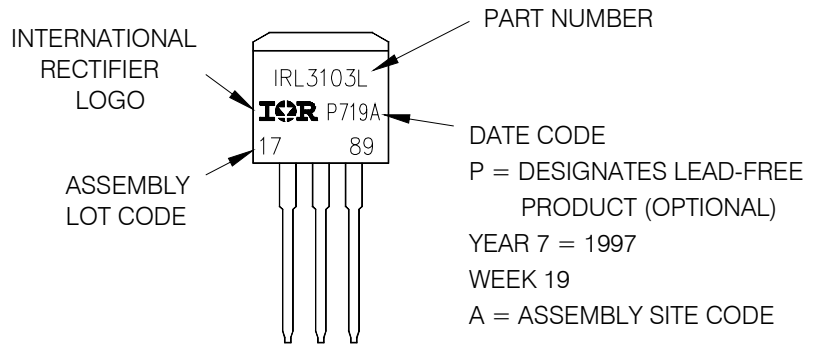 INTERNATIONAL
RECTIFIER
LOGO
ASSEMBLY
LOT CODE
IRL3103L
IOR P719A
17 89
PART NUMBER
DATE CODE
P = DESIGNATES LEAD-FREE
PRODUCT (OPTIONAL)
YEAR 7 = 1997
WEEK 19
A = ASSEMBLY SITE CODE